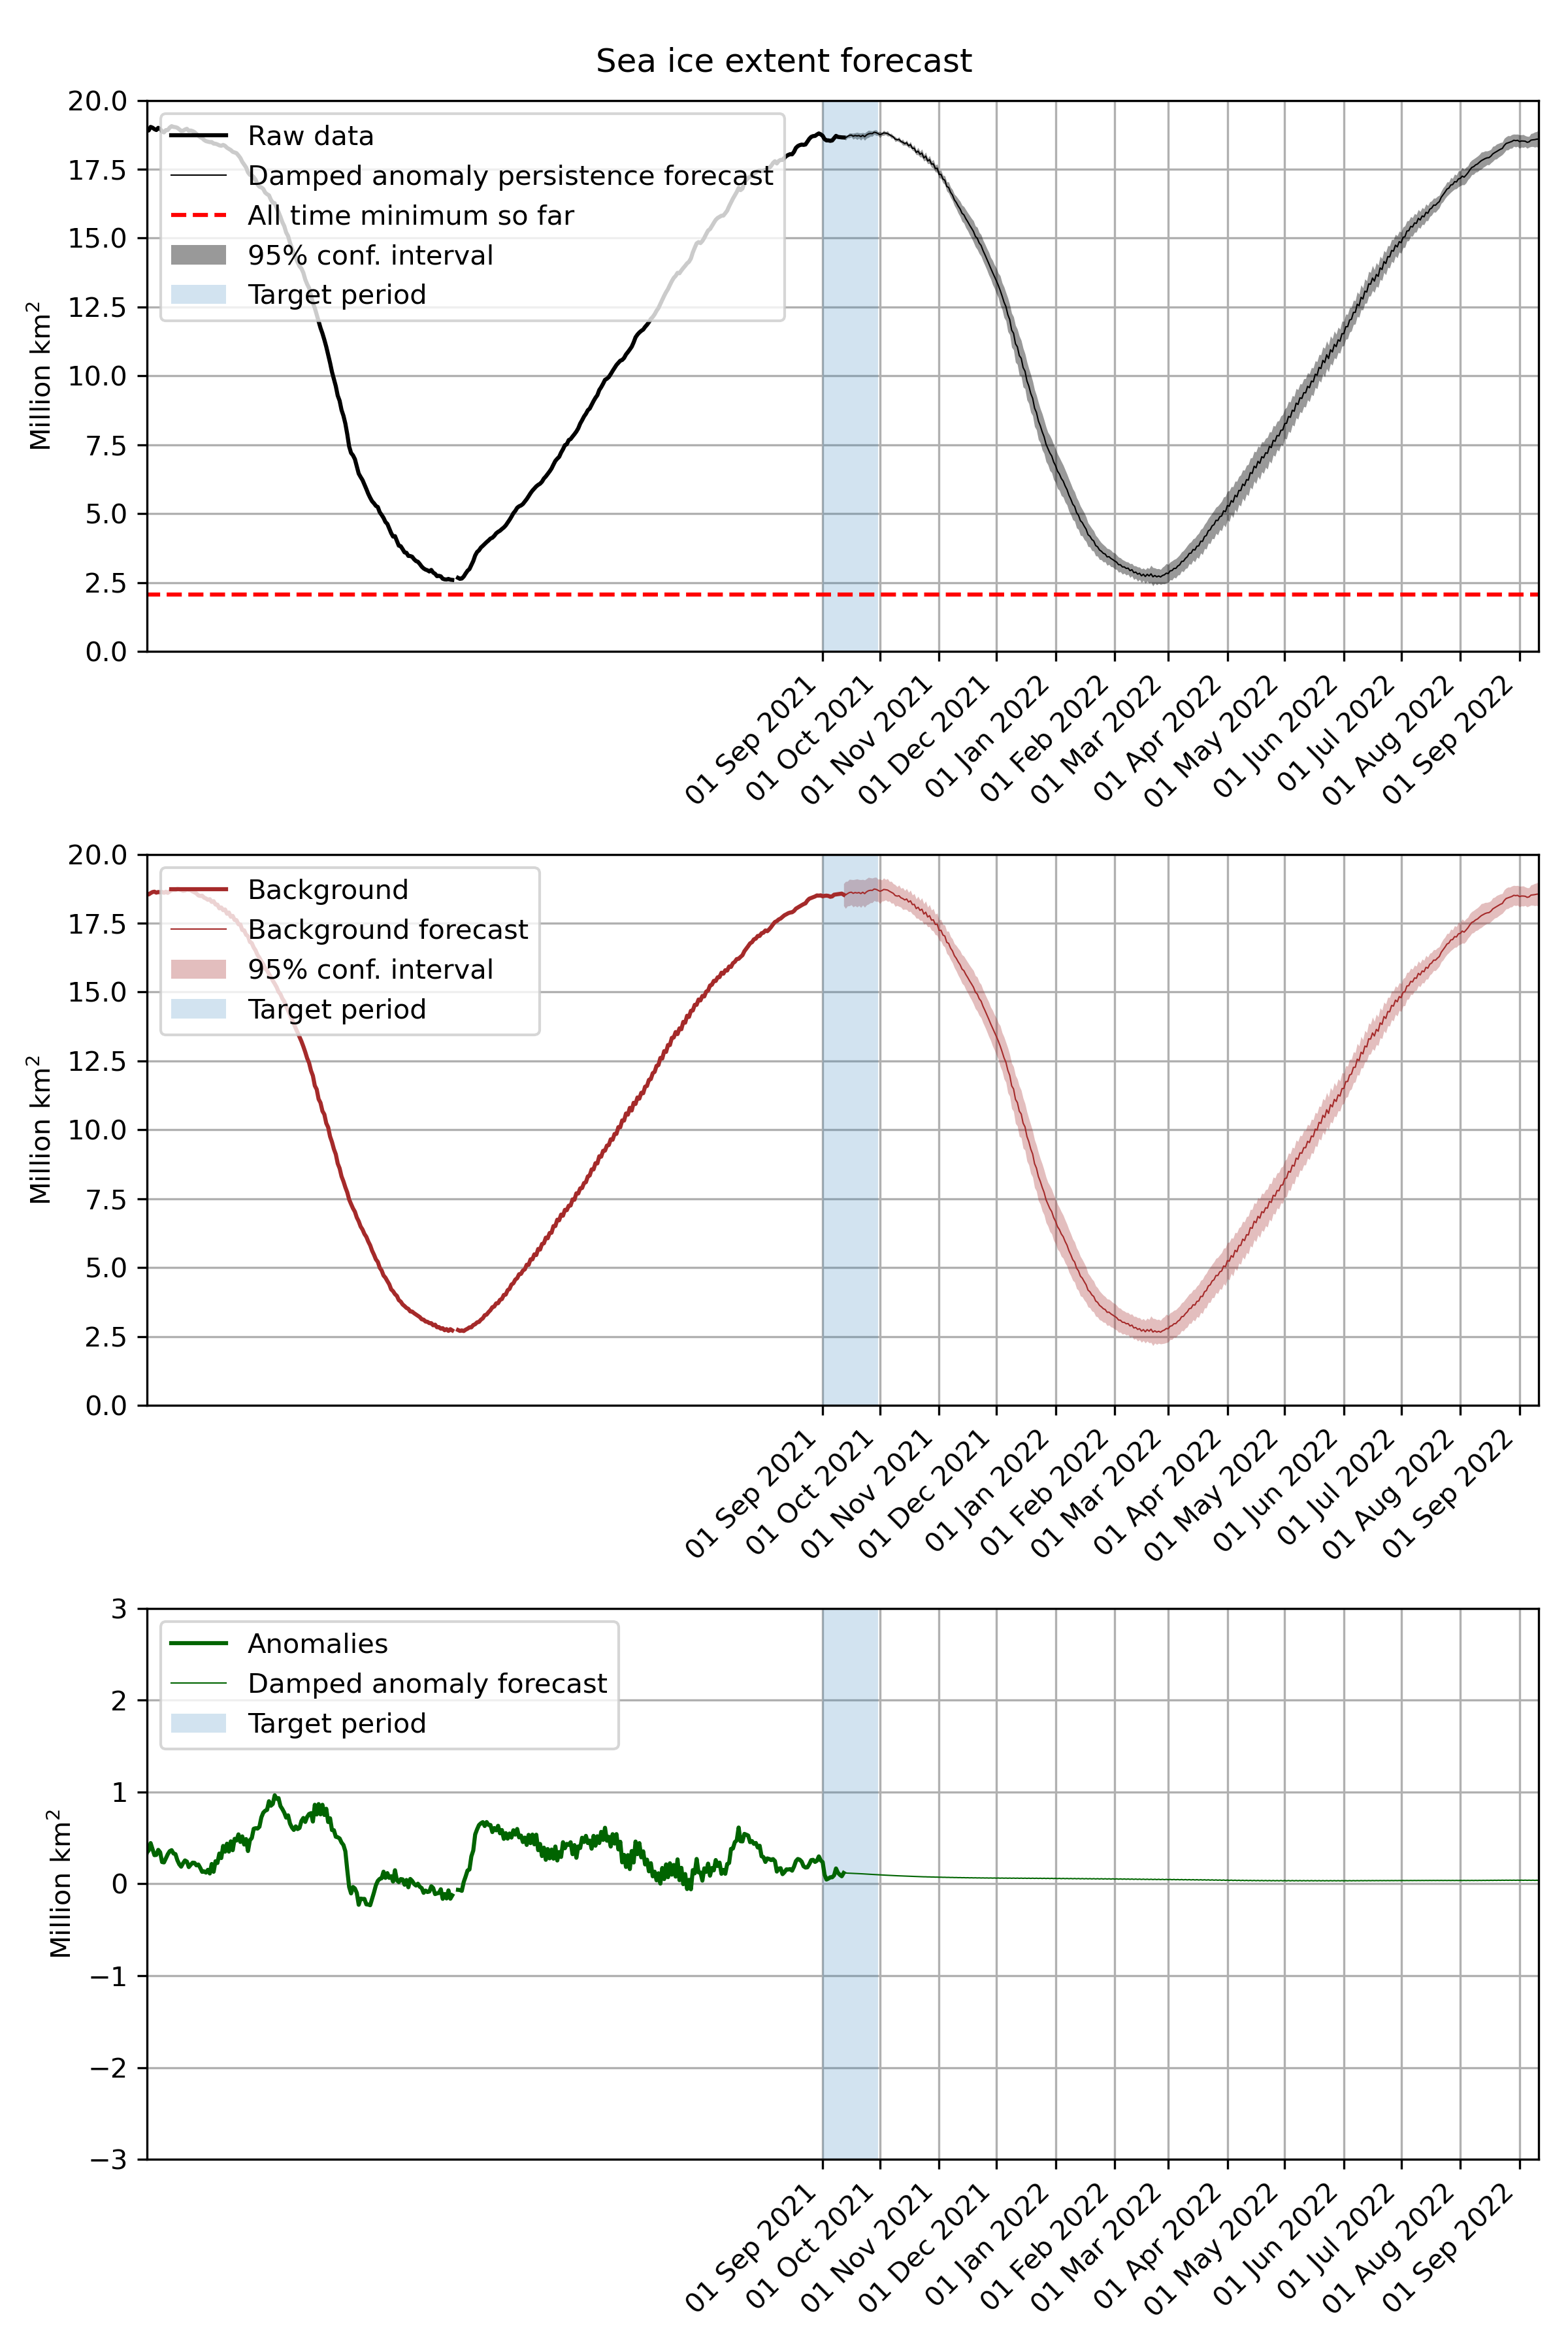 Sea ice extent forecast
20.0
17.5
15.0
12.5
10.0
7.5
5.0
2.5
0.0
Million km²
Raw data
Damped anomaly persistence forecast
All time minimum so far
95% conf. interval
Target period
01 Sep 2021
01 Oct 2021
01 Nov 2021
01 Dec 2021
01 Jan 2022
01 Feb 2022
01 Mar 2022
01 Apr 2022
01 May 2022
01 Jun 2022
01 Jul 2022
01 Aug 2022
01 Sep 2022
20.0
17.5
15.0
12.5
10.0
7.5
5.0
2.5
0.0
Million km²
Background
Background forecast
95% conf. interval
Target period
01 Sep 2021
01 Oct 2021
01 Nov 2021
01 Dec 2021
01 Jan 2022
01 Feb 2022
01 Mar 2022
01 Apr 2022
01 May 2022
01 Jun 2022
01 Jul 2022
01 Aug 2022
01 Sep 2022
3
2
1
0
−1
−2
−3
Million km²
Anomalies
Damped anomaly forecast
Target period
01 Sep 2021
01 Oct 2021
01 Nov 2021
01 Dec 2021
01 Jan 2022
01 Feb 2022
01 Mar 2022
01 Apr 2022
01 May 2022
01 Jun 2022
01 Jul 2022
01 Aug 2022
01 Sep 2022